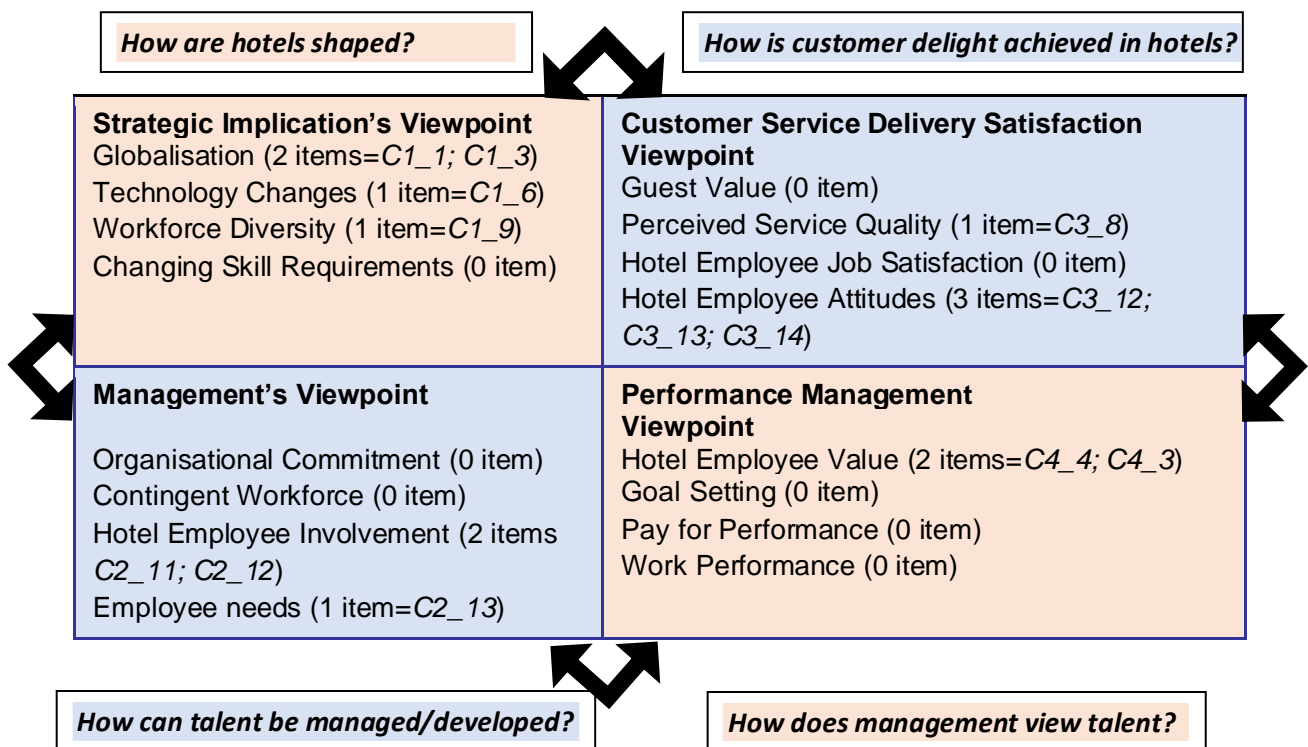 How are hotels shaped?
How is customer delight achieved in hotels?
Strategic Implication’s Viewpoint
Globalisation (2 items=C1_1; C1_3)
Technology Changes (1 item=C1_6)
Workforce Diversity (1 item=C1_9)
Changing Skill Requirements (0 item)
Customer Service Delivery Satisfaction
Viewpoint
Guest Value (0 item)
Perceived Service Quality (1 item=C3_8)
Hotel Employee Job Satisfaction (0 item)
Hotel Employee Attitudes (3 items=C3_12;
C3_13; C3_14)
Management’s Viewpoint
Organisational Commitment (0 item)
Contingent Workforce (0 item)
Hotel Employee Involvement (2 items
C2_11; C2_12)
Employee needs (1 item=C2_13)
Performance Management
Viewpoint
Hotel Employee Value (2 items=C4_4; C4_3)
Goal Setting (0 item)
Pay for Performance (0 item)
Work Performance (0 item)
How can talent be managed/developed?
How does management view talent?